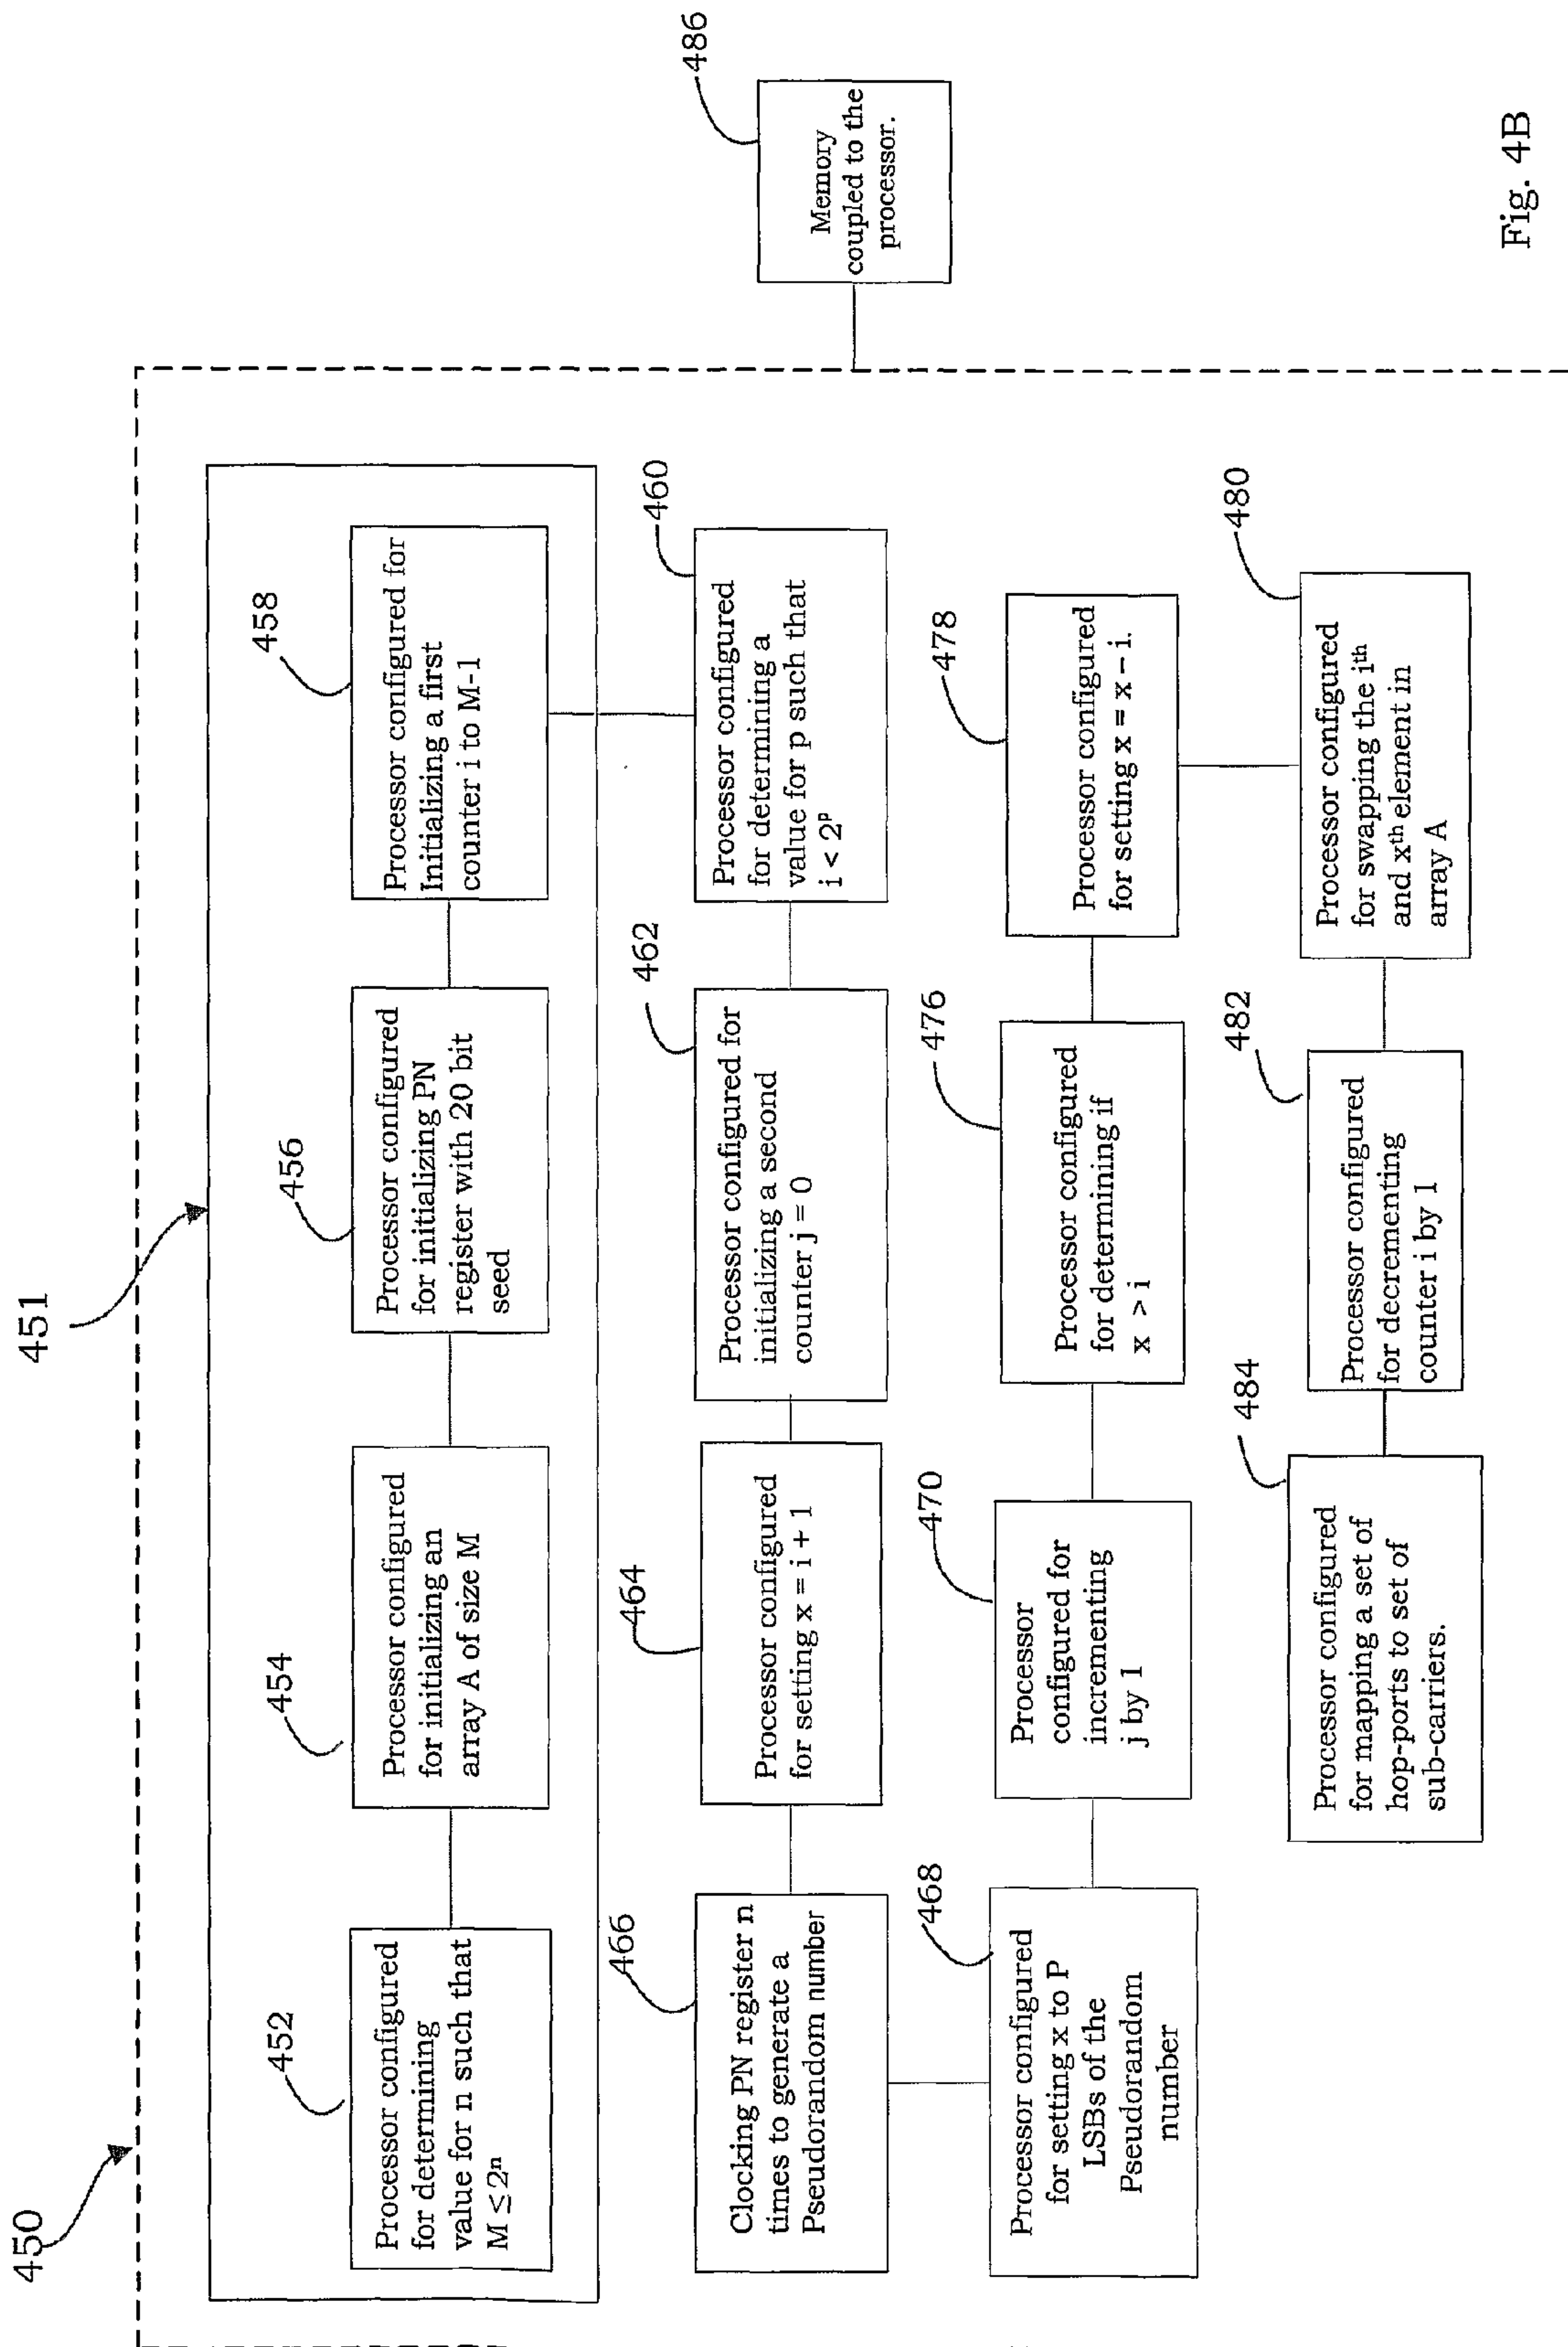 450
451
452
Processor configured
for determining
value for n such that
M ≤ 2ⁿ
454
Processor configured
for initializing an
array A of size M
456
Processor configured
for initializing PN
register with 20 bit
seed
458
Processor configured for
Initializing a first
counter i to M-1
460
Processor configured
for determining a
value for p such that
i < 2ᵖ
462
Processor configured for
initializing a second
counter j = 0
464
Processor configured
for setting x = i + 1
466
Clocking PN register n
times to generate a
Pseudorandom number
468
Processor configured
for setting x to P
LSBs of the
Pseudorandom
number
470
Processor
configured for
incrementing
j by 1
476
Processor configured
for determining if
x > i
478
Processor configured
for setting x = x – i.
480
Processor configured
for swapping the iᵗʰ
and xᵗʰ element in
array A
482
Processor configured
for decrementing
counter i by 1
484
Processor configured
for mapping a set of
hop-ports to set of
sub-carriers.
486
Memory
coupled to the
processor.
Fig. 4B